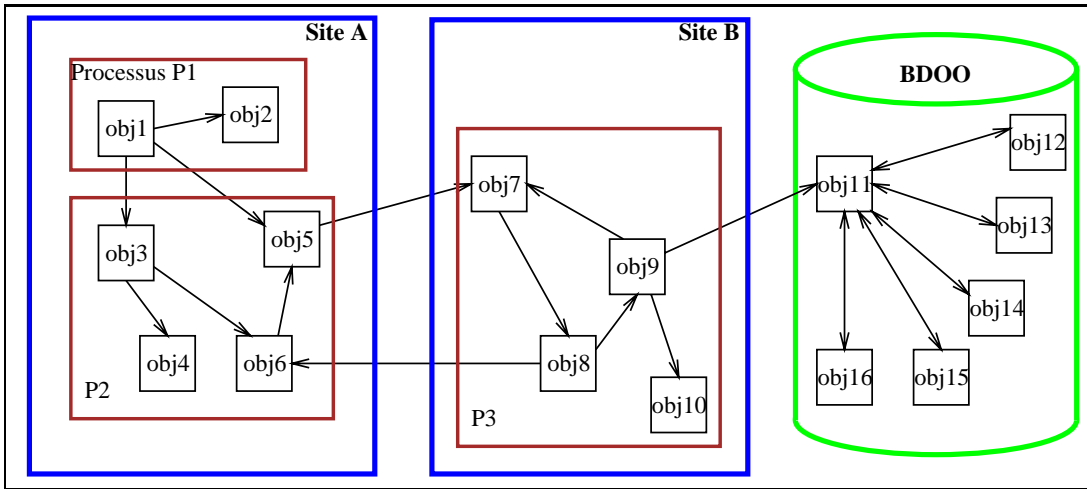 Site A
Site B
BDOO
Processus P1
obj1
obj2
obj3
obj4
obj5
obj6
P2
obj7
obj8
obj9
obj10
P3
obj11
obj12
obj13
obj14
obj15
obj16